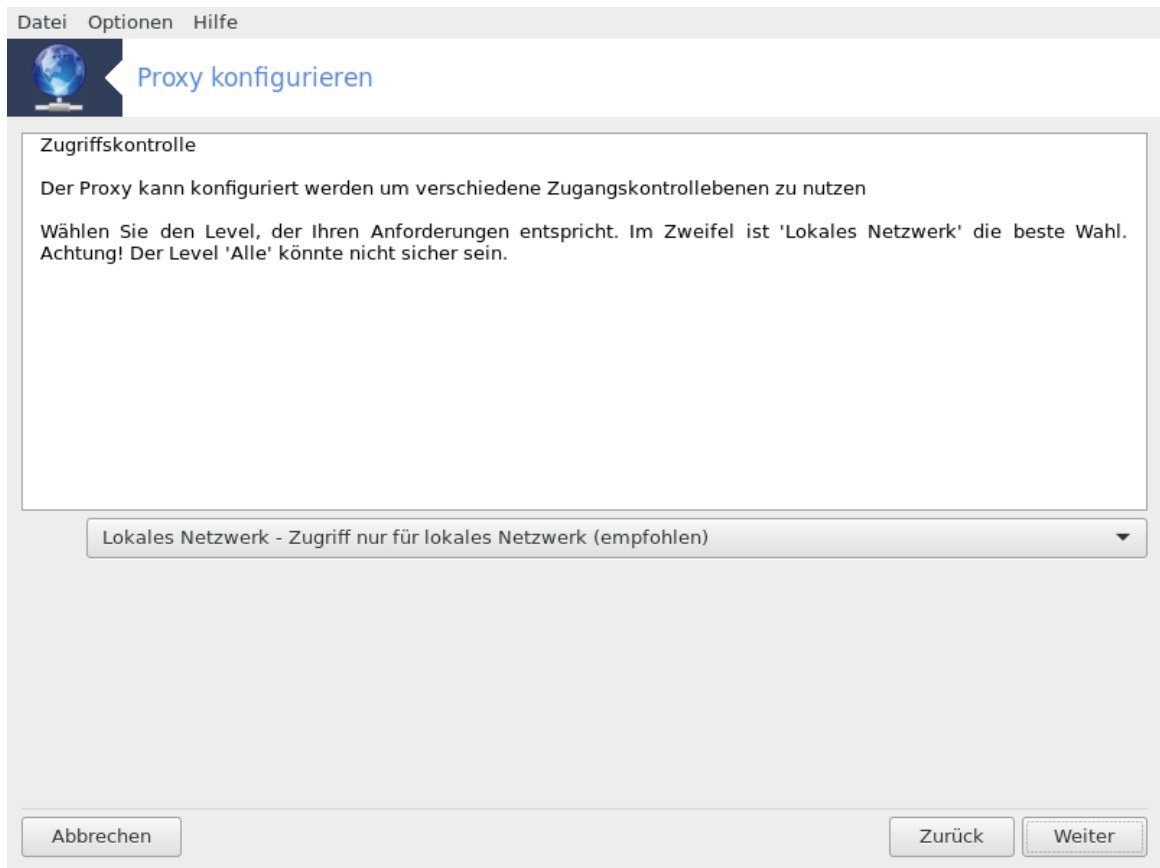 Datei Optionen Hilfe
Proxy konfigurieren
Zugriffskontrolle
Der Proxy kann konfiguriert werden um verschiedene Zugangskontrollebenen zu nutzen
Wählen Sie den Level, der Ihren Anforderungen entspricht. Im Zweifel ist 'Lokales Netzwerk' die beste Wahl.
Achtung! Der Level 'Alle' könnte nicht sicher sein.
Lokales Netzwerk - Zugriff nur für lokales Netzwerk (empfohlen)
Abbrechen Zurück Weiter